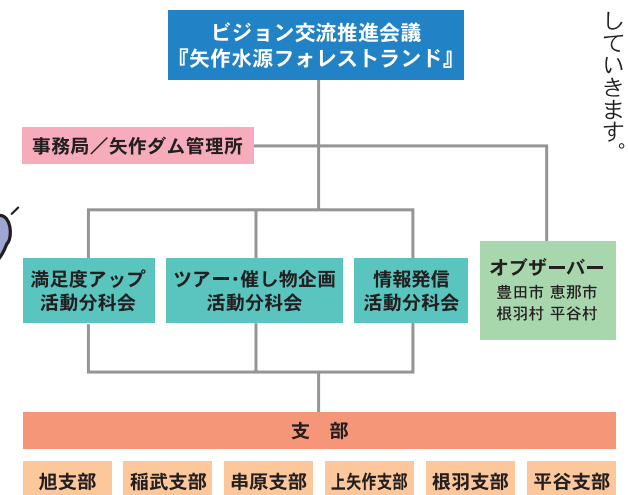 ビジョン交流推進会議
『矢作水源フォレストランド』
していきます。
事務局／矢作ダム管理所
満足度アップ
活動分科会
ツアー・催し物企画
活動分科会
情報発信
活動分科会
オブザーバー
豊田市 恵那市
根羽村 平谷村
支　部
旭支部
稲武支部
串原支部
上矢作支部
根羽支部
平谷支部